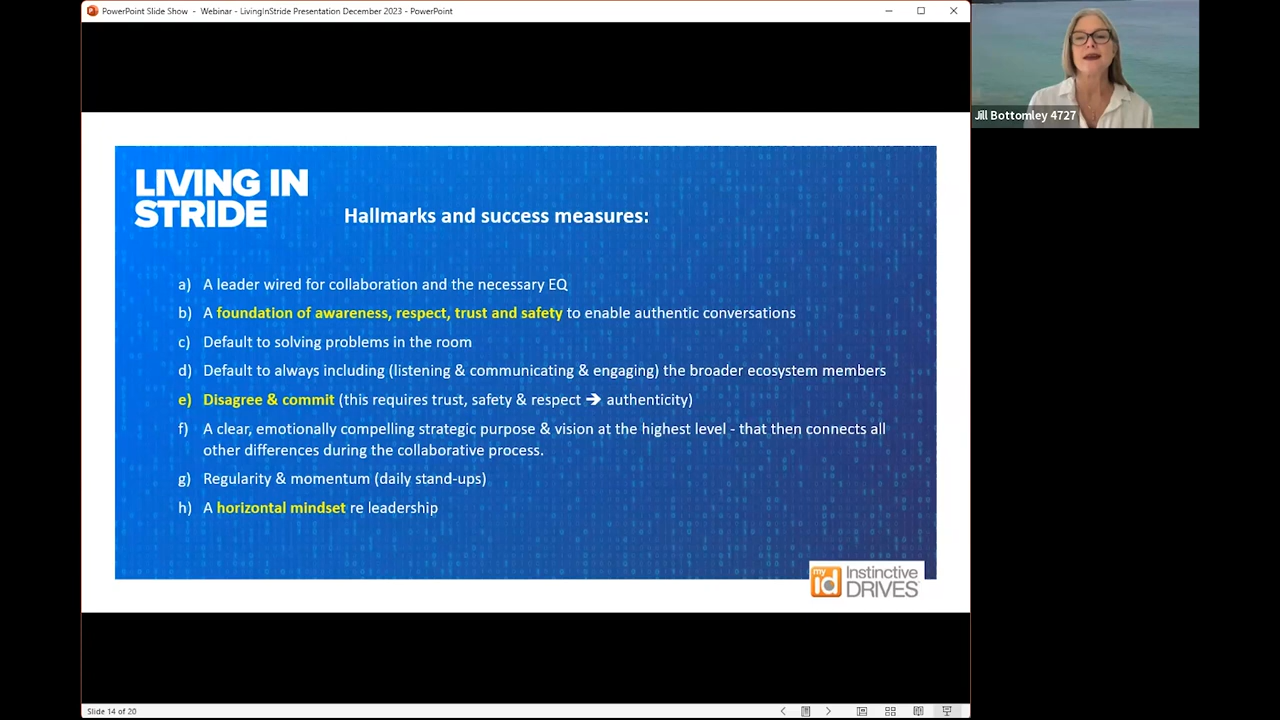 PowerPoint Slide Show - Webinar - LivingInStride Presentation December 2023 - PowerPoint
Jill Bottomley 4727
LIVING IN
STRIDE
Hallmarks and success measures:
a) A leader wired for collaboration and the necessary EQ
b) A foundation of awareness, respect, trust and safety to enable authentic conversations
c) Default to solving problems in the room
d) Default to always including (listening & communicating & engaging) the broader ecosystem members
e) Disagree & commit (this requires trust, safety & respect → authenticity)
f) A clear, emotionally compelling strategic purpose & vision at the highest level - that then connects all
other differences during the collaborative process.
g) Regularity & momentum (daily stand-ups)
h) A horizontal mindset re leadership
my id Instinctive
DRIVES
Slide 14 of 20